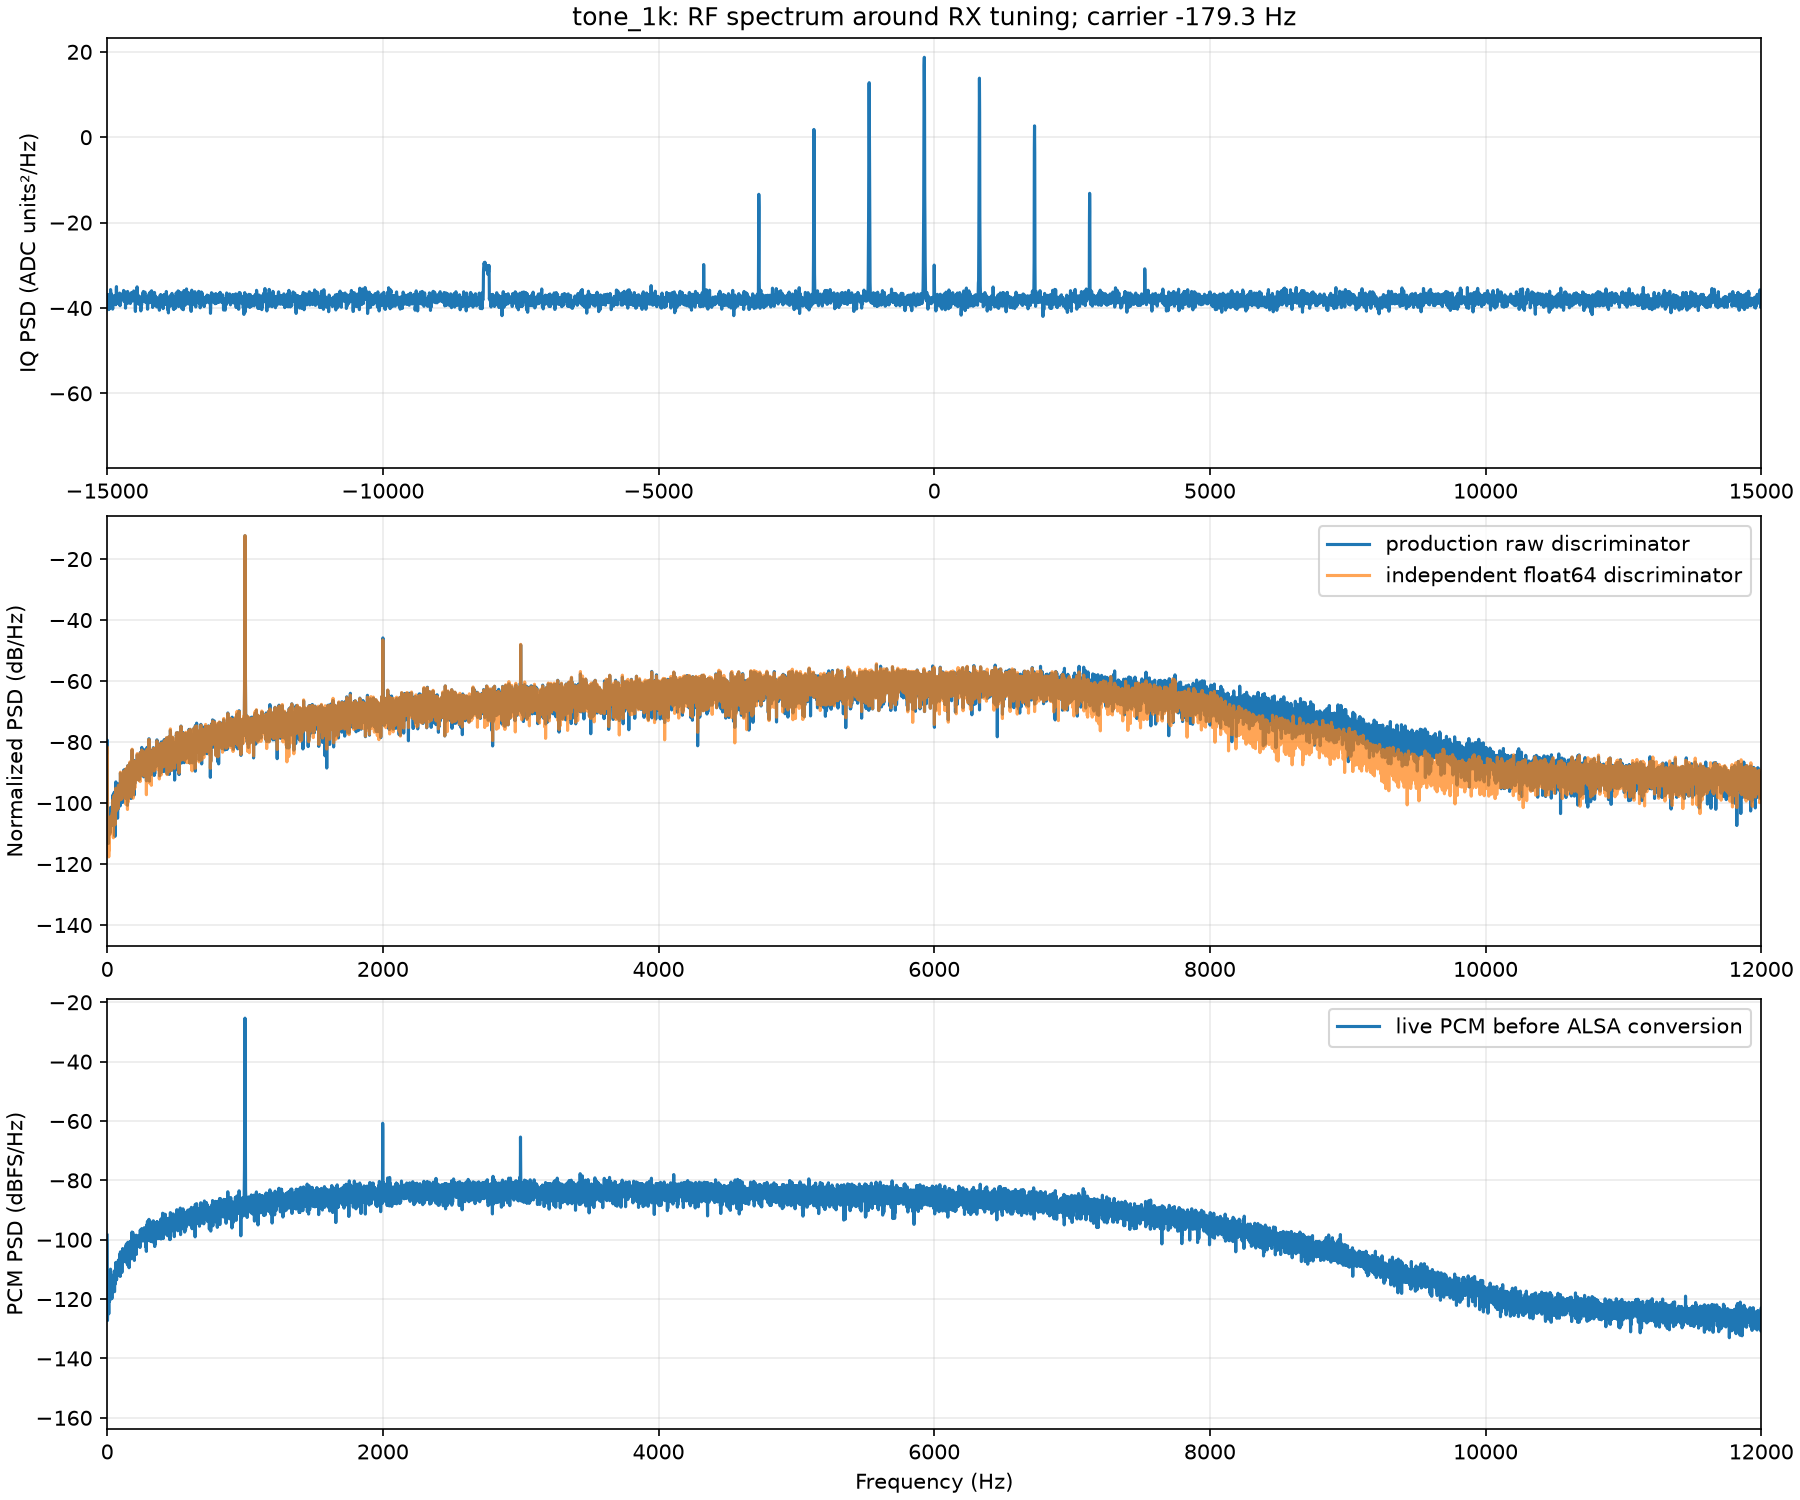 tone_1k: RF spectrum around RX tuning; carrier -179.3 Hz
IQ PSD (ADC units²/Hz)
20
0
−20
−40
−60
−15000 −10000 −5000 0 5000 10000 15000
Normalized PSD (dB/Hz)
production raw discriminator
independent float64 discriminator
−20
−40
−60
−80
−100
−120
−140
0 2000 4000 6000 8000 10000 12000
PCM PSD (dBFS/Hz)
live PCM before ALSA conversion
−20
−40
−60
−80
−100
−120
−140
−160
0 2000 4000 6000 8000 10000 12000
Frequency (Hz)